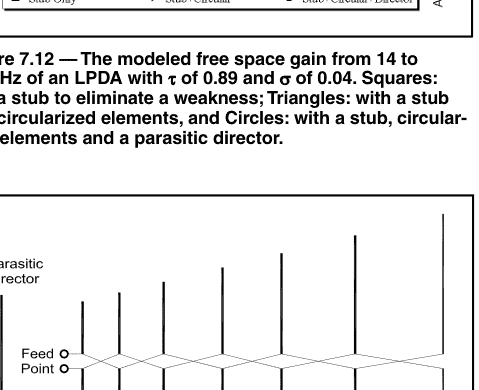 Stub Only Stub+Circular Stub+Circular+Director
A
re 7.12 — The modeled free space gain from 14 to
Hz of an LPDA with τ of 0.89 and σ of 0.04. Squares:
a stub to eliminate a weakness; Triangles: with a stub
circularized elements, and Circles: with a stub, circular-
elements and a parasitic director.
arasitic
rector
Feed
Point